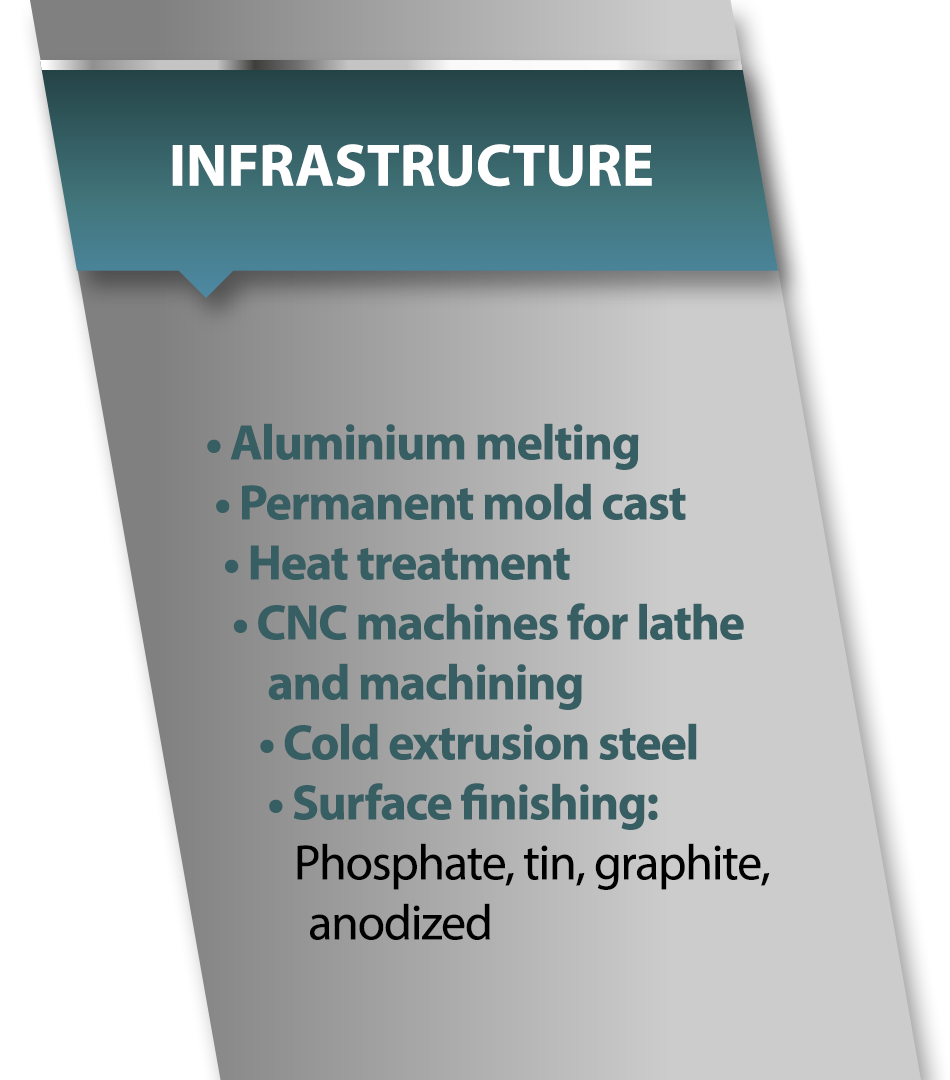 INFRASTRUCTURE
• Aluminium melting
• Permanent mold cast
• Heat treatment
• CNC machines for lathe
and machining
• Cold extrusion steel
• Surface finishing:
Phosphate, tin, graphite,
anodized